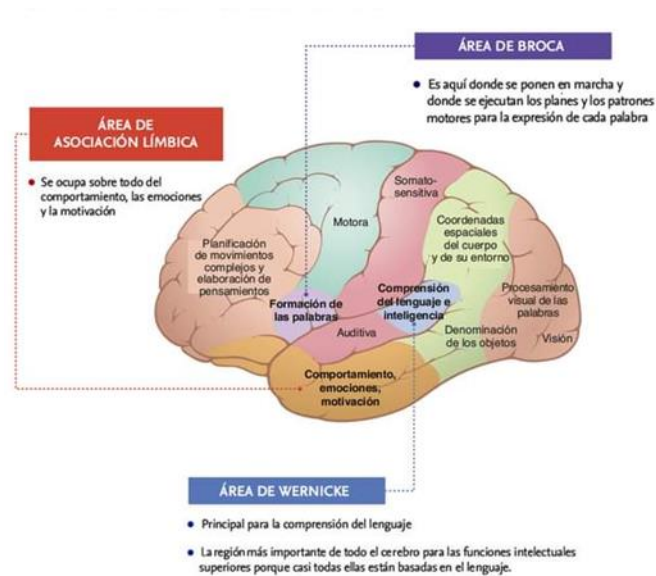 ÁREA DE BROCA
• Es aquí donde se ponen en marcha y
donde se ejecutan los planes y los patrones
motores para la expresión de cada palabra
ÁREA DE
ASOCIACIÓN LÍMBICA
• Se ocupa sobre todo del
comportamiento, las emociones
y la motivación
Planificación
de movimientos
complejos y
elaboración de
pensamientos
Motora
Somato-
sensitiva
Coordenadas
espaciales
del cuerpo
y de su entorno
Formación de
las palabras
Comprensión
del lenguaje e
inteligencia
Procesamiento
visual de las
palabras
Auditiva
Denominación
de los objetos
Visión
Comportamiento,
emociones,
motivación
ÁREA DE WERNICKE
• Principal para la comprensión del lenguaje
• La región más importante de todo el cerebro para las funciones intelectuales
superiores porque casi todas ellas están basadas en el lenguaje.